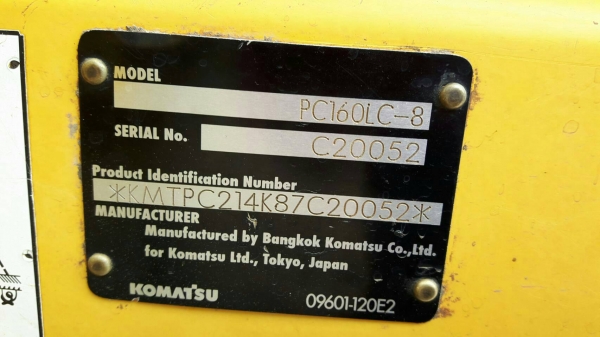 MODEL
PC160LC-8
SERIAL No.
C20052
Product Identification Number
*KMTPC214K87C20052*
MANUFACTURER
Manufactured by Bangkok Komatsu Co.,Ltd.
for Komatsu Ltd., Tokyo, Japan
KOMATSU
09601-120E2